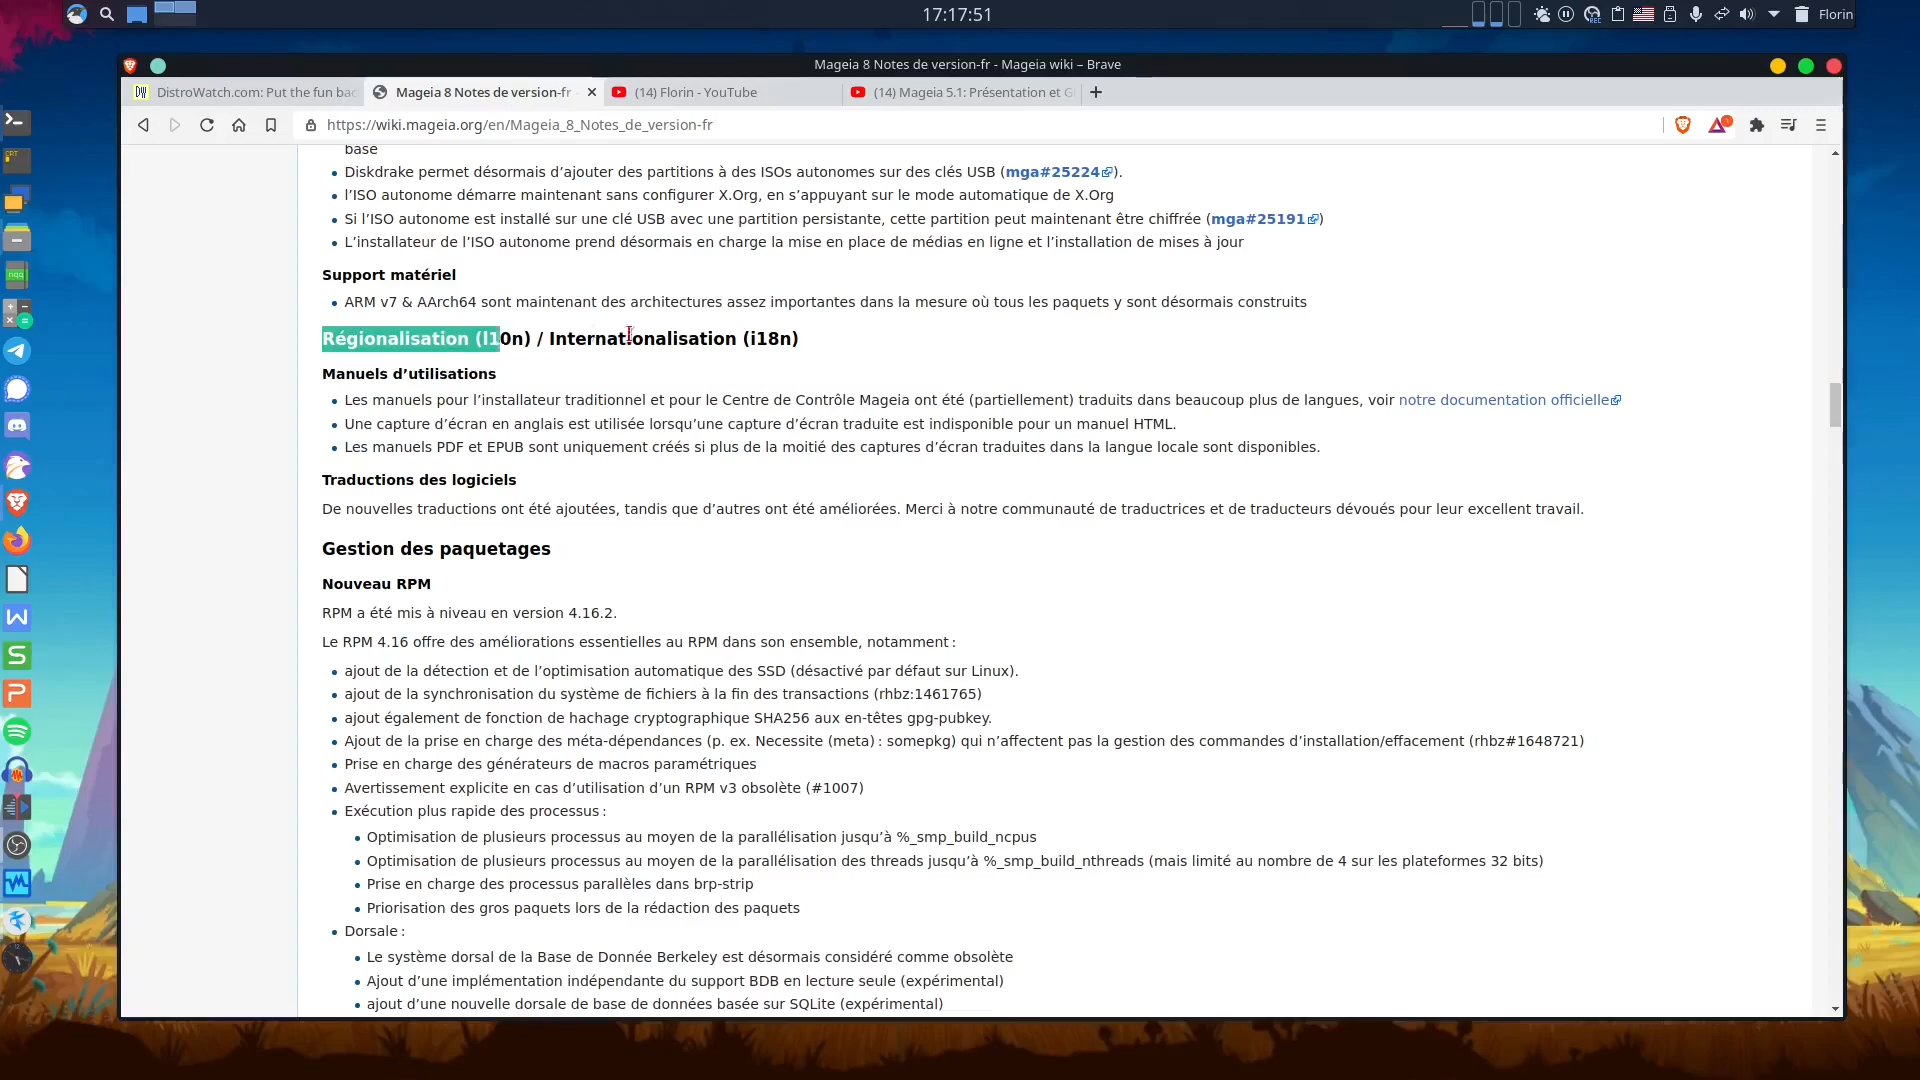 17:17:51
REC
Florin
Mageia 8 Notes de version-fr - Mageia wiki – Brave
DW DistroWatch.com: Put the fun bac
Mageia 8 Notes de version-fr -
(14) Florin - YouTube
(14) Mageia 5.1: Présentation et G
https://wiki.mageia.org/en/Mageia_8_Notes_de_version-fr
base
Diskdrake permet désormais d’ajouter des partitions à des ISOs autonomes sur des clés USB (mga#25224).
l’ISO autonome démarre maintenant sans configurer X.Org, en s’appuyant sur le mode automatique de X.Org
Si l’ISO autonome est installé sur une clé USB avec une partition persistante, cette partition peut maintenant être chiffrée (mga#25191)
L’installateur de l’ISO autonome prend désormais en charge la mise en place de médias en ligne et l’installation de mises à jour
Support matériel
ARM v7 & AArch64 sont maintenant des architectures assez importantes dans la mesure où tous les paquets y sont désormais construits
Régionalisation (l10n) / Internationalisation (i18n)
Manuels d’utilisations
Les manuels pour l’installateur traditionnel et pour le Centre de Contrôle Mageia ont été (partiellement) traduits dans beaucoup plus de langues, voir notre documentation officielle
Une capture d’écran en anglais est utilisée lorsqu’une capture d’écran traduite est indisponible pour un manuel HTML.
Les manuels PDF et EPUB sont uniquement créés si plus de la moitié des captures d’écran traduites dans la langue locale sont disponibles.
Traductions des logiciels
De nouvelles traductions ont été ajoutées, tandis que d’autres ont été améliorées. Merci à notre communauté de traductrices et de traducteurs dévoués pour leur excellent travail.
Gestion des paquetages
Nouveau RPM
RPM a été mis à niveau en version 4.16.2.
Le RPM 4.16 offre des améliorations essentielles au RPM dans son ensemble, notamment :
ajout de la détection et de l’optimisation automatique des SSD (désactivé par défaut sur Linux).
ajout de la synchronisation du système de fichiers à la fin des transactions (rhbz:1461765)
ajout également de fonction de hachage cryptographique SHA256 aux en-têtes gpg-pubkey.
Ajout de la prise en charge des méta-dépendances (p. ex. Necessite (meta) : somepkg) qui n’affectent pas la gestion des commandes d’installation/effacement (rhbz#1648721)
Prise en charge des générateurs de macros paramétriques
Avertissement explicite en cas d’utilisation d’un RPM v3 obsolète (#1007)
Exécution plus rapide des processus :
Optimisation de plusieurs processus au moyen de la parallélisation jusqu’à %_smp_build_ncpus
Optimisation de plusieurs processus au moyen de la parallélisation des threads jusqu’à %_smp_build_nthreads (mais limité au nombre de 4 sur les plateformes 32 bits)
Prise en charge des processus parallèles dans brp-strip
Priorisation des gros paquets lors de la rédaction des paquets
Dorsale :
Le système dorsal de la Base de Donnée Berkeley est désormais considéré comme obsolète
Ajout d’une implémentation indépendante du support BDB en lecture seule (expérimental)
ajout d’une nouvelle dorsale de base de données basée sur SQLite (expérimental)